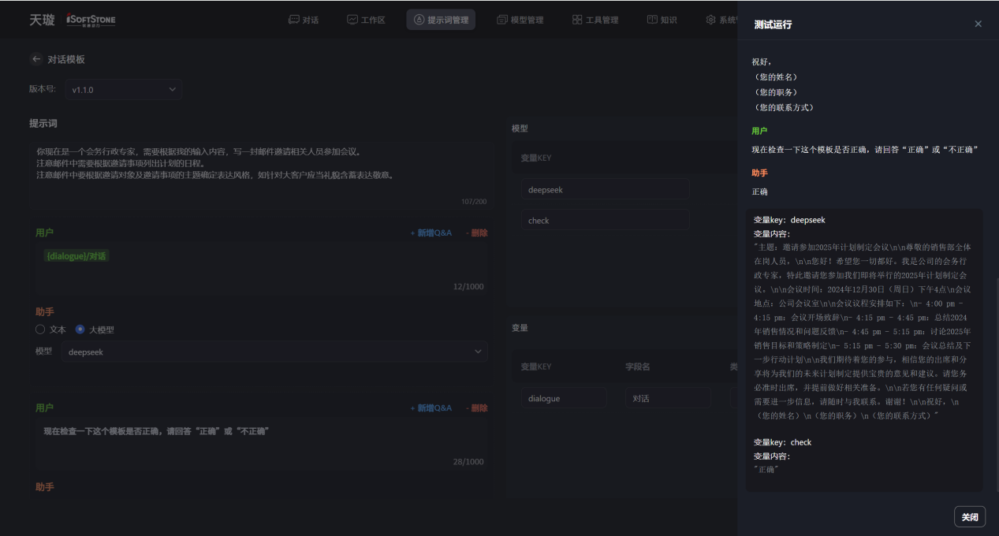 天璇 iSOFTSTONE
对话 工作区 提示词管理 模型管理 工具管理 知识 系统
对话模板
版本号: v1.1.0
提示词
你现在是一个会务行政专家，需要根据我的输入内容，写一封邮件邀请相关人员参加会议。
注意邮件中需要根据邀请事项列出计划的日程。
注意邮件中要根据邀请对象及邀请事项的主题确定表达风格，如针对大客户应当礼貌含蓄表达敬意。
107/200
用户 + 新增Q&A - 删除
{dialogue}/对话
12/1000
助手
文本 大模型
模型 deepseek
用户 + 新增Q&A - 删除
现在检查一下这个模板是否正确，请回答“正确”或“不正确”
28/1000
助手
模型
变量KEY
deepseek
check
变量
变量KEY 字段名 类
dialogue 对话
测试运行
祝好，
（您的姓名）
（您的职务）
（您的联系方式）
用户
现在检查一下这个模板是否正确，请回答“正确”或“不正确”
助手
正确
变量key：deepseek
变量内容：
"主题：邀请参加2025年计划制定会议\n\n尊敬的销售部全体
在岗人员，\n\n您好！希望您一切都好。我是公司的会务行
政专家，特此邀请您参加我们即将举行的2025年计划制定会
议。\n\n会议时间：2024年12月30日（周日）下午4点\n会议
地点：公司会议室\n\n会议议程安排如下：\n- 4:00 pm -
4:15 pm：会议开场致辞\n- 4:15 pm - 4:45 pm：总结2024
年销售情况和问题反馈\n- 4:45 pm - 5:15 pm：讨论2025年
销售目标和策略制定\n- 5:15 pm - 5:30 pm：会议总结及下
一步行动计划\n\n我们期待着您的参与，相信您的出席和分
享将为我们的未来计划制定提供宝贵的意见和建议。请您务
必准时出席，并提前做好相关准备。\n\n若您有任何疑问或
需要进一步信息，请随时与我联系。谢谢！\n\n祝好，\n
（您的姓名）\n（您的职务）\n（您的联系方式）"
变量key：check
变量内容：
"正确"
关闭